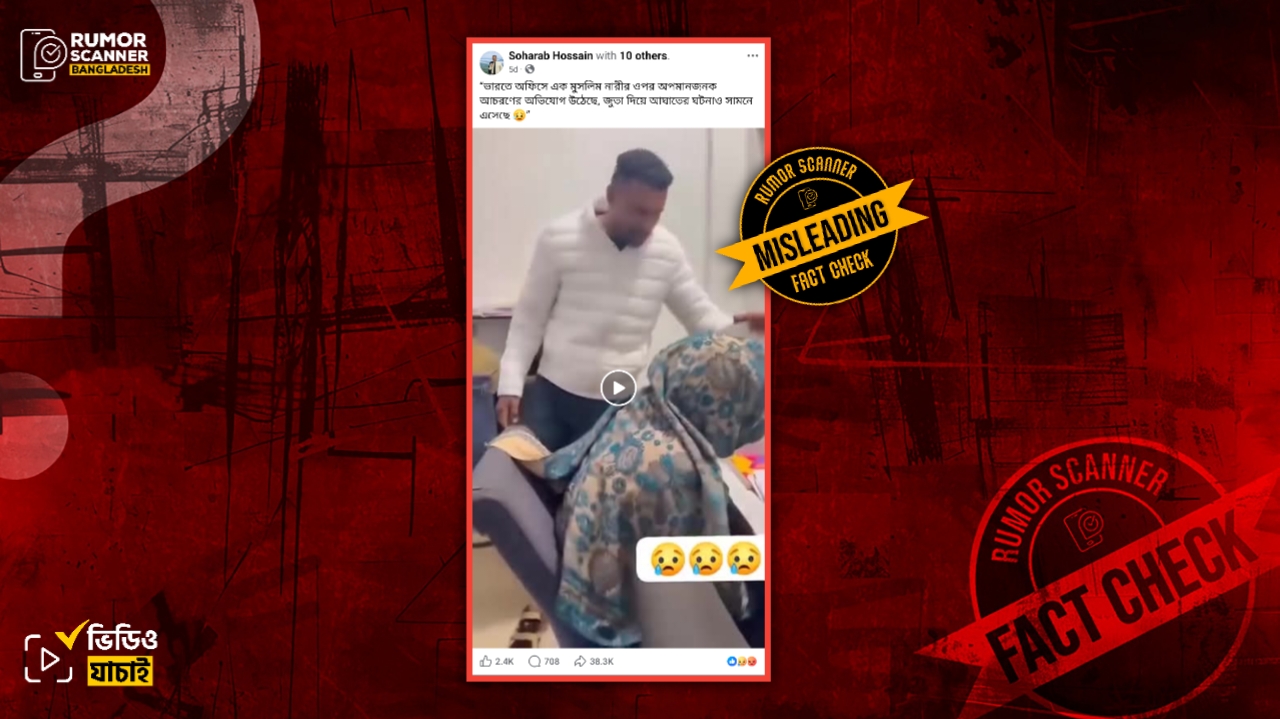 RUMOR
SCANNER
BANGLADESH
Soharab Hossain with 10 others.
5d
“ভারতে অফিসে এক মুসলিম নারীর ওপর অপমানজনক
আচরণের অভিযোগ উঠেছে, জুতা দিয়ে আঘাতের ঘটনাও সামনে
এসেছে 😡”
RUMOR SCANNER
MISLEADING
FACT CHECK
2.4K 708 38.3K
ভিডিও
যাচাই
RUMOR SCANNER
FACT CHECK